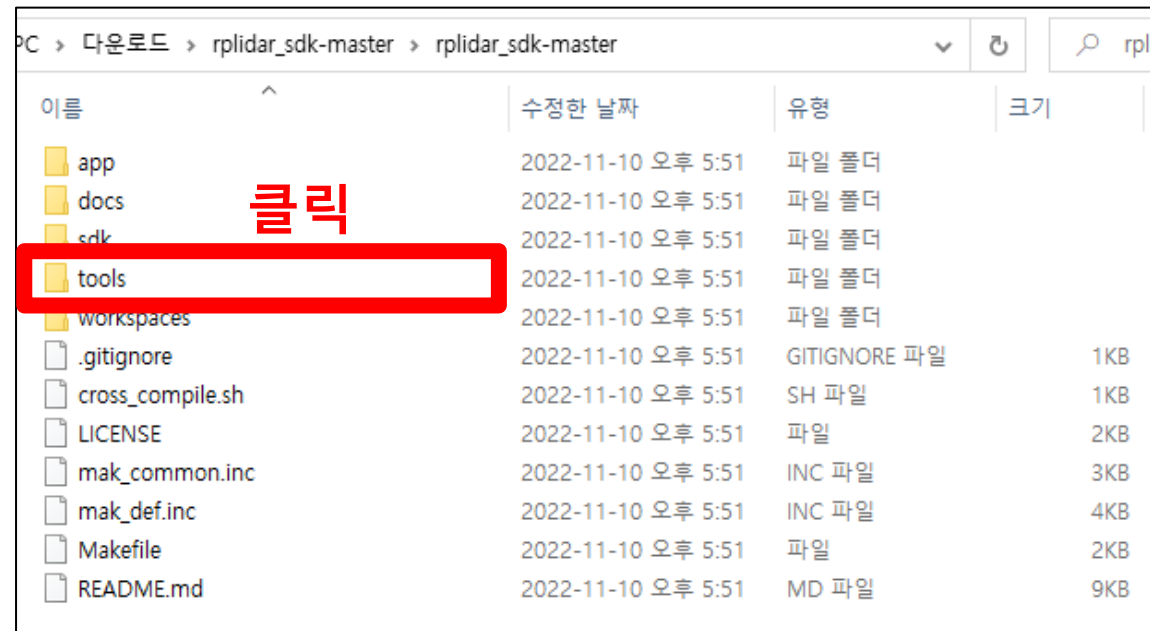 PC > 다운로드 > rplidar_sdk-master > rplidar_sdk-master rpl
이름 수정한 날짜 유형 크기
app 2022-11-10 오후 5:51 파일 폴더
docs 2022-11-10 오후 5:51 파일 폴더
클릭
sdk 2022-11-10 오후 5:51 파일 폴더
tools 2022-11-10 오후 5:51 파일 폴더
workspaces 2022-11-10 오후 5:51 파일 폴더
.gitignore 2022-11-10 오후 5:51 GITIGNORE 파일 1KB
cross_compile.sh 2022-11-10 오후 5:51 SH 파일 1KB
LICENSE 2022-11-10 오후 5:51 파일 2KB
mak_common.inc 2022-11-10 오후 5:51 INC 파일 3KB
mak_def.inc 2022-11-10 오후 5:51 INC 파일 4KB
Makefile 2022-11-10 오후 5:51 파일 2KB
README.md 2022-11-10 오후 5:51 MD 파일 9KB